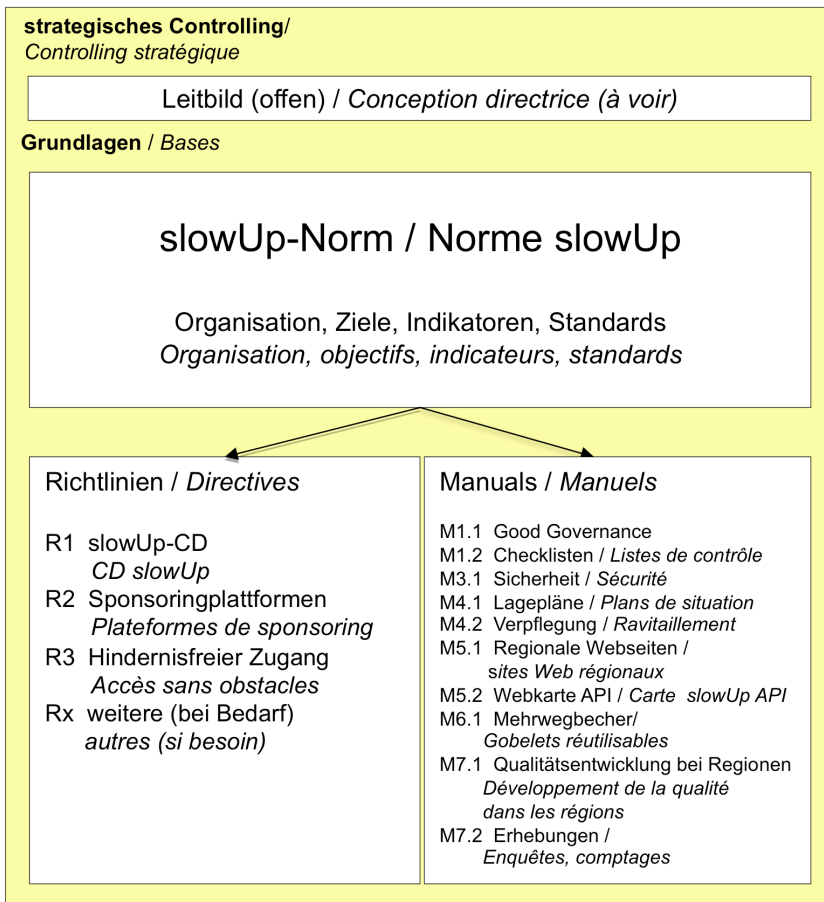 strategisches Controlling/
Controlling stratégique
Leitbild (offen) / Conception directrice (à voir)
Grundlagen / Bases
slowUp-Norm / Norme slowUp
Organisation, Ziele, Indikatoren, Standards
Organisation, objectifs, indicateurs, standards
Richtlinien / Directives
R1 slowUp-CD
CD slowUp
R2 Sponsoringplattformen
Plateformes de sponsoring
R3 Hindernisfreier Zugang
Accès sans obstacles
Rx weitere (bei Bedarf)
autres (si besoin)
Manuals / Manuels
M1.1 Good Governance
M1.2 Checklisten / Listes de contrôle
M3.1 Sicherheit / Sécurité
M4.1 Lagepläne / Plans de situation
M4.2 Verpflegung / Ravitaillement
M5.1 Regionale Webseiten /
sites Web régionaux
M5.2 Webkarte API / Carte slowUp API
M6.1 Mehrwegbecher/
Gobelets réutilisables
M7.1 Qualitätsentwicklung bei Regionen
Développement de la qualité
dans les régions
M7.2 Erhebungen /
Enquêtes, comptages